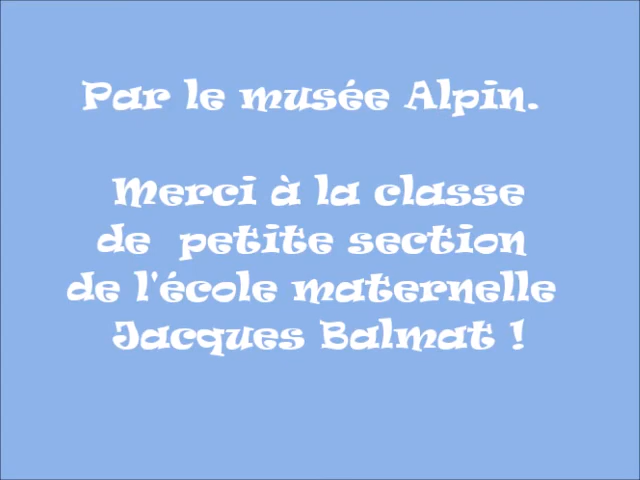 Par le musée Alpin.
Merci à la classe
de petite section
de l'école maternelle
Jacques Balmat !